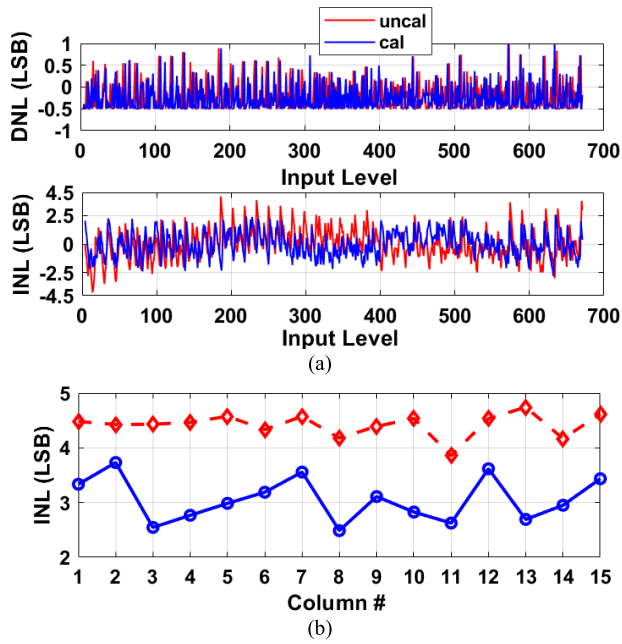 uncal
cal
DNL (LSB)
1
0.5
0
-0.5
-1
0 100 200 300 400 500 600 700
Input Level
INL (LSB)
4.5
2.5
0
-2.5
-4.5
0 100 200 300 400 500 600 700
Input Level
(a)
INL (LSB)
5
4
3
2
1 2 3 4 5 6 7 8 9 10 11 12 13 14 15
Column #
(b)